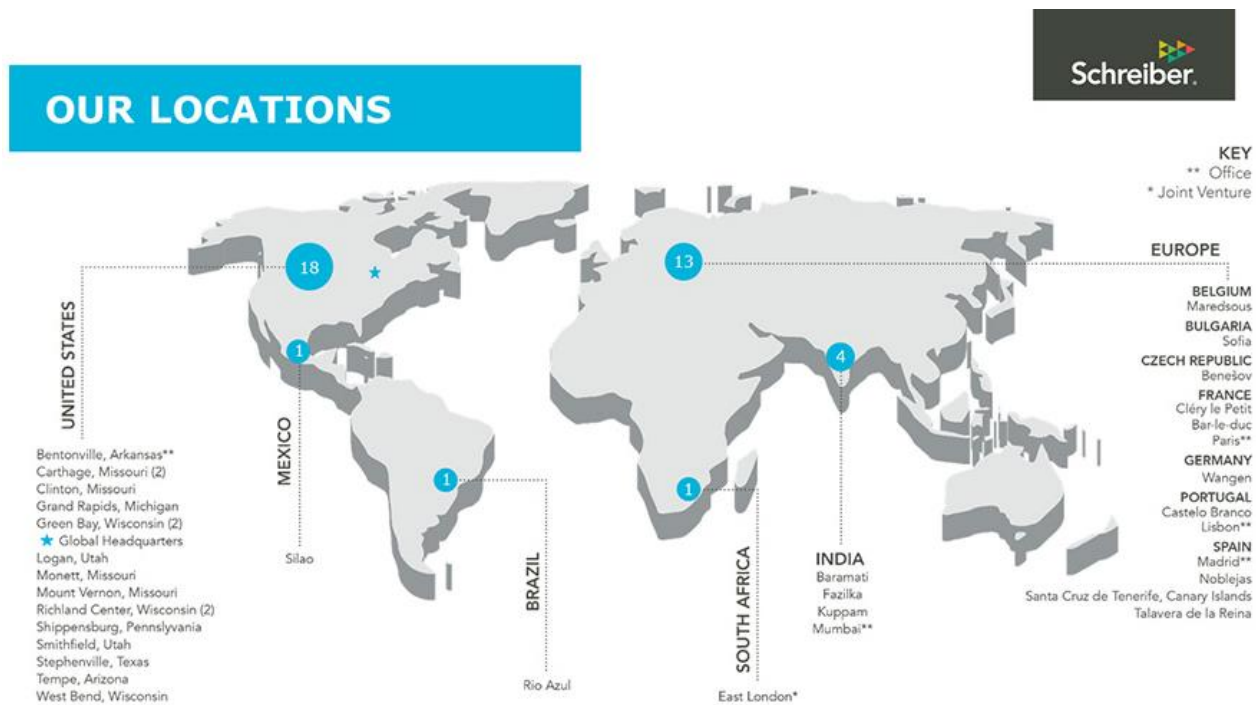 Schreiber.
OUR LOCATIONS
KEY
** Office
* Joint Venture
18
13
1
4
1
1
UNITED STATES
Bentonville, Arkansas**
Carthage, Missouri (2)
Clinton, Missouri
Grand Rapids, Michigan
Green Bay, Wisconsin (2)
★ Global Headquarters
Logan, Utah
Monett, Missouri
Mount Vernon, Missouri
Richland Center, Wisconsin (2)
Shippensburg, Pennslyvania
Smithfield, Utah
Stephenville, Texas
Tempe, Arizona
West Bend, Wisconsin
MEXICO
Silao
BRAZIL
Rio Azul
SOUTH AFRICA
East London*
INDIA
Baramati
Fazilka
Kuppam
Mumbai**
EUROPE
BELGIUM
Maredsous
BULGARIA
Sofia
CZECH REPUBLIC
Benešov
FRANCE
Cléry le Petit
Bar-le-duc
Paris**
GERMANY
Wangen
PORTUGAL
Castelo Branco
Lisbon**
SPAIN
Madrid**
Noblejas
Santa Cruz de Tenerife, Canary Islands
Talavera de la Reina